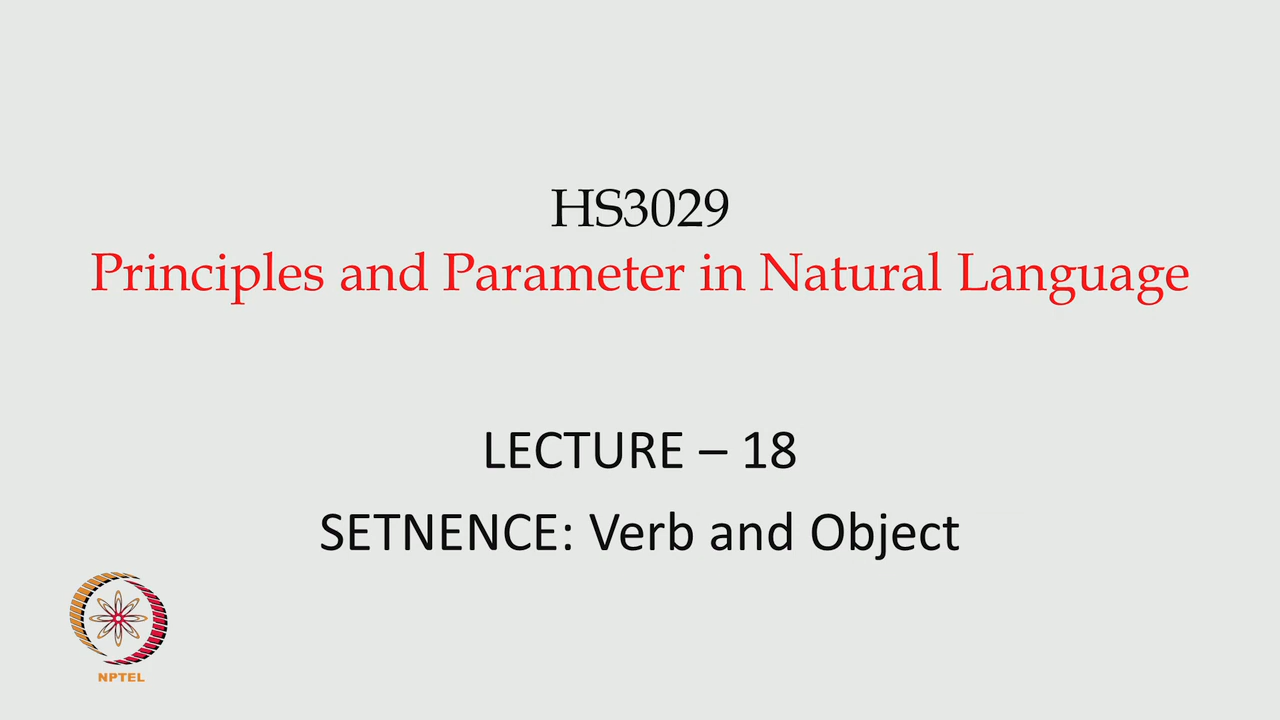 HS3029
Principles and Parameter in Natural Language
LECTURE – 18
SETNENCE: Verb and Object
NPTEL